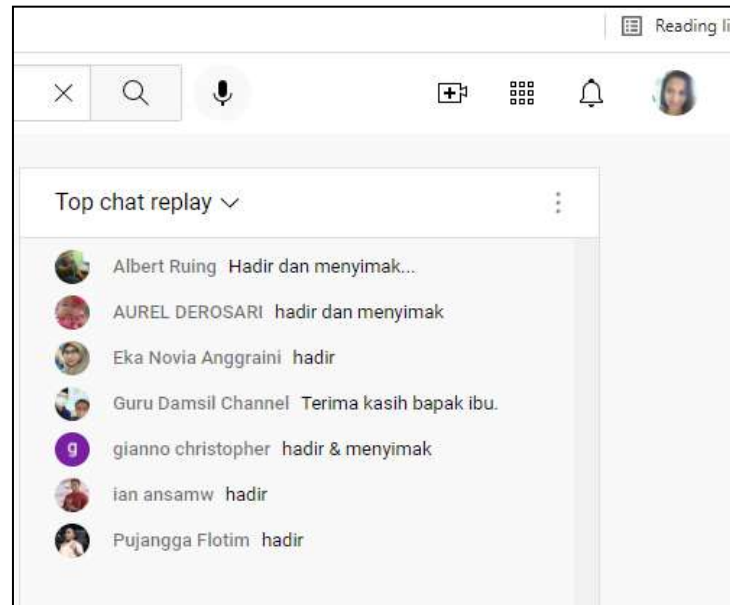 Reading li
Top chat replay
Albert Ruing Hadir dan menyimak...
AUREL DEROSARI hadir dan menyimak
Eka Novia Anggraini hadir
Guru Damsil Channel Terima kasih bapak ibu.
g gianno christopher hadir & menyimak
ian ansamw hadir
Pujangga Flotim hadir